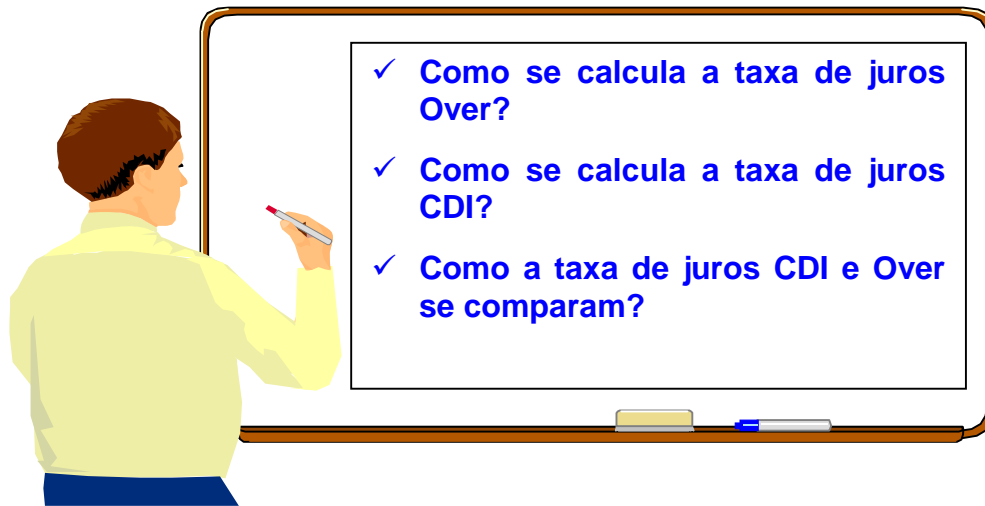 ✓ Como se calcula a taxa de juros
Over?
✓ Como se calcula a taxa de juros
CDI?
✓ Como a taxa de juros CDI e Over
se comparam?